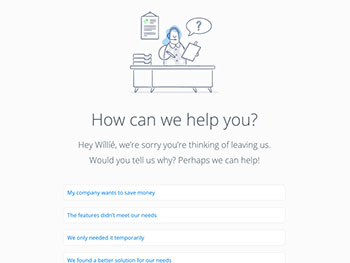 ?
How can we help you?
Hey Willié, we're sorry you're thinking of leaving us.
Would you tell us why? Perhaps we can help!
My company wants to save money
The features didn't meet our needs
We only needed it temporarily
We found a better solution for our needs